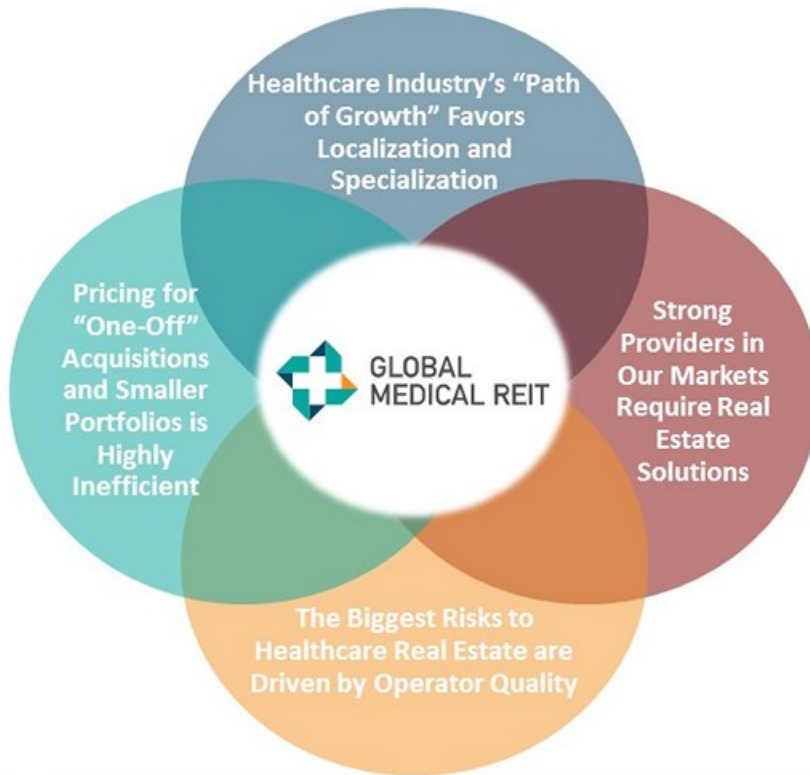 Healthcare Industry’s “Path
of Growth” Favors
Localization and
Specialization
Pricing for
“One-Off”
Acquisitions
and Smaller
Portfolios is
Highly
Inefficient
GLOBAL
MEDICAL REIT
Strong
Providers in
Our Markets
Require Real
Estate
Solutions
The Biggest Risks to
Healthcare Real Estate are
Driven by Operator Quality